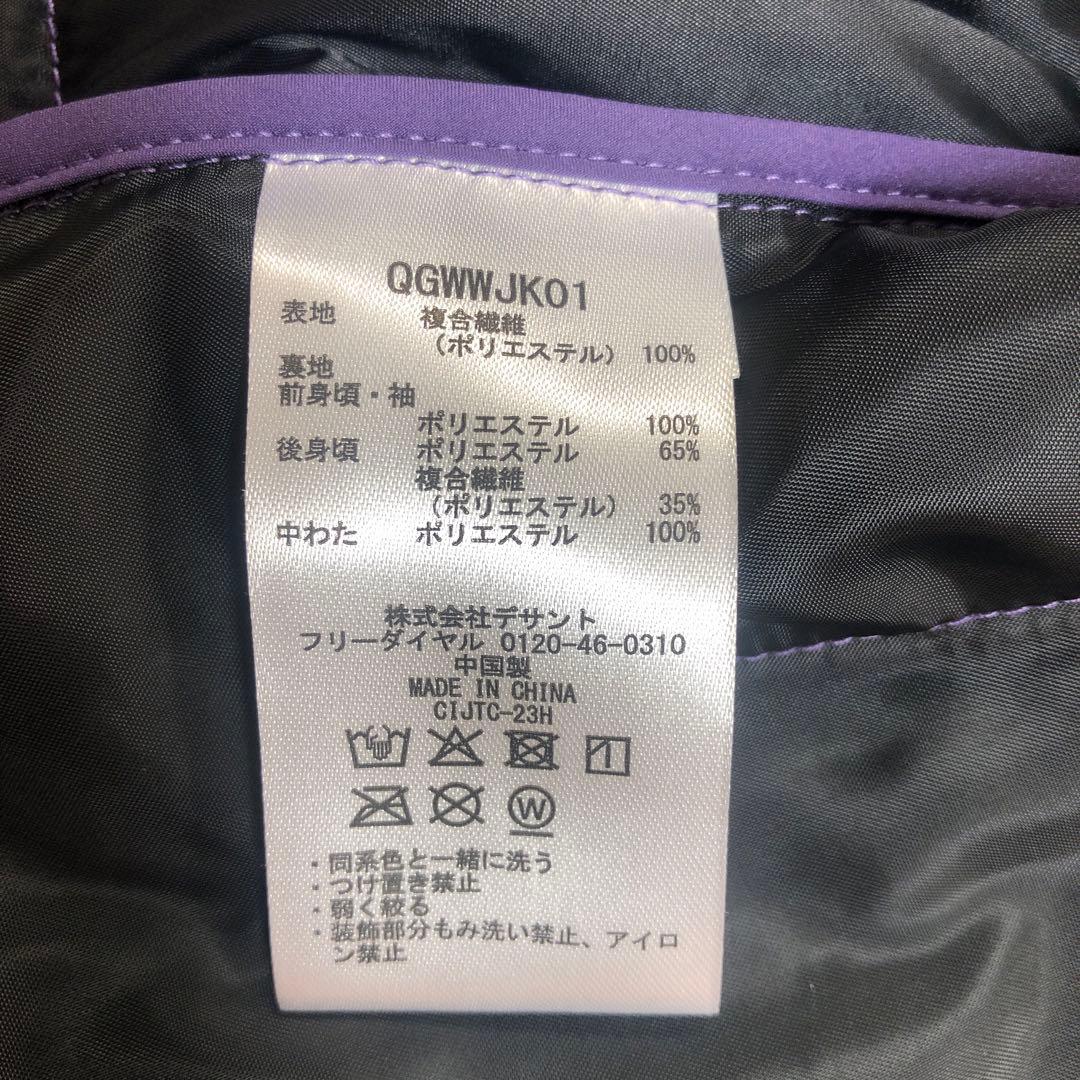 QGWWJK01
表地 複合繊維
(ポリエステル) 100%
裏地
前身頃・袖
ポリエステル 100%
後身頃 ポリエステル 65%
複合繊維
(ポリエステル) 35%
中わた ポリエステル 100%
株式会社デサント
フリーダイヤル 0120-46-0310
中国製
MADE IN CHINA
CIJTC-23H
W
・同系色と一緒に洗う
・つけ置き禁止
・弱く絞る
・装飾部分もみ洗い禁止、アイロ
ン禁止